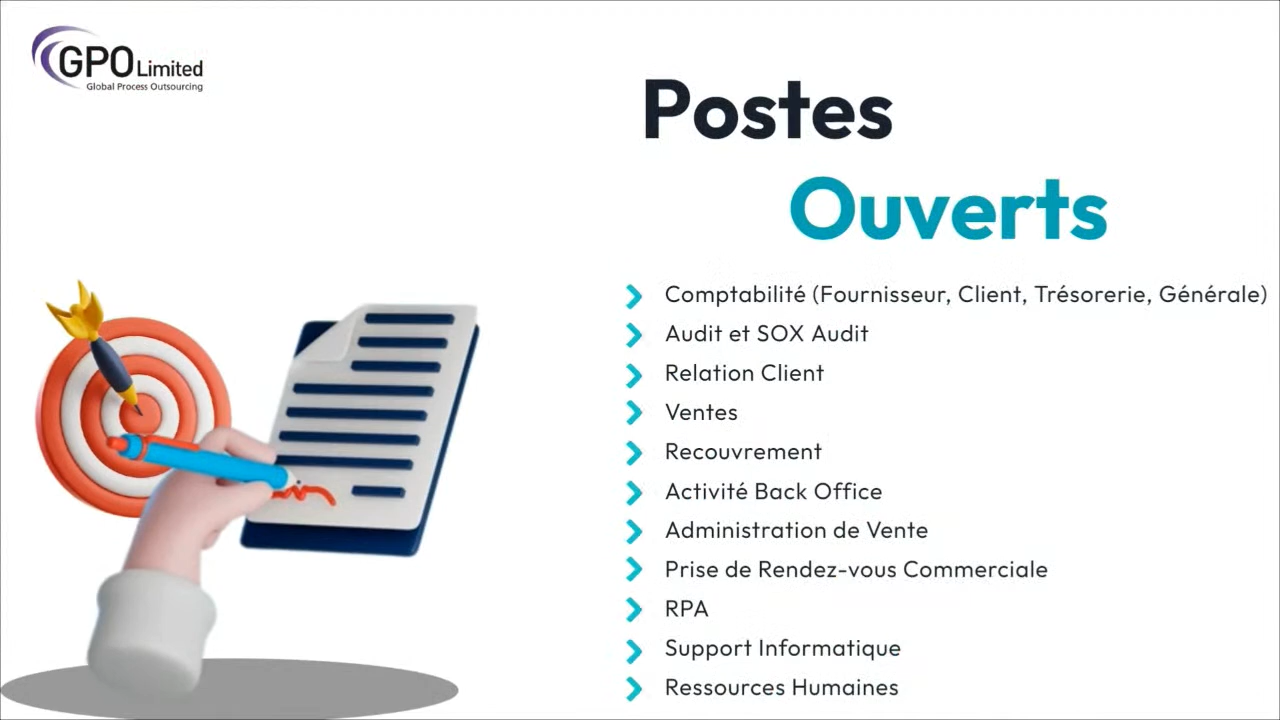 GPO Limited
Global Process Outsourcing
Postes
Ouverts
Comptabilité (Fournisseur, Client, Trésorerie, Générale)
Audit et SOX Audit
Relation Client
Ventes
Recouvrement
Activité Back Office
Administration de Vente
Prise de Rendez-vous Commerciale
RPA
Support Informatique
Ressources Humaines